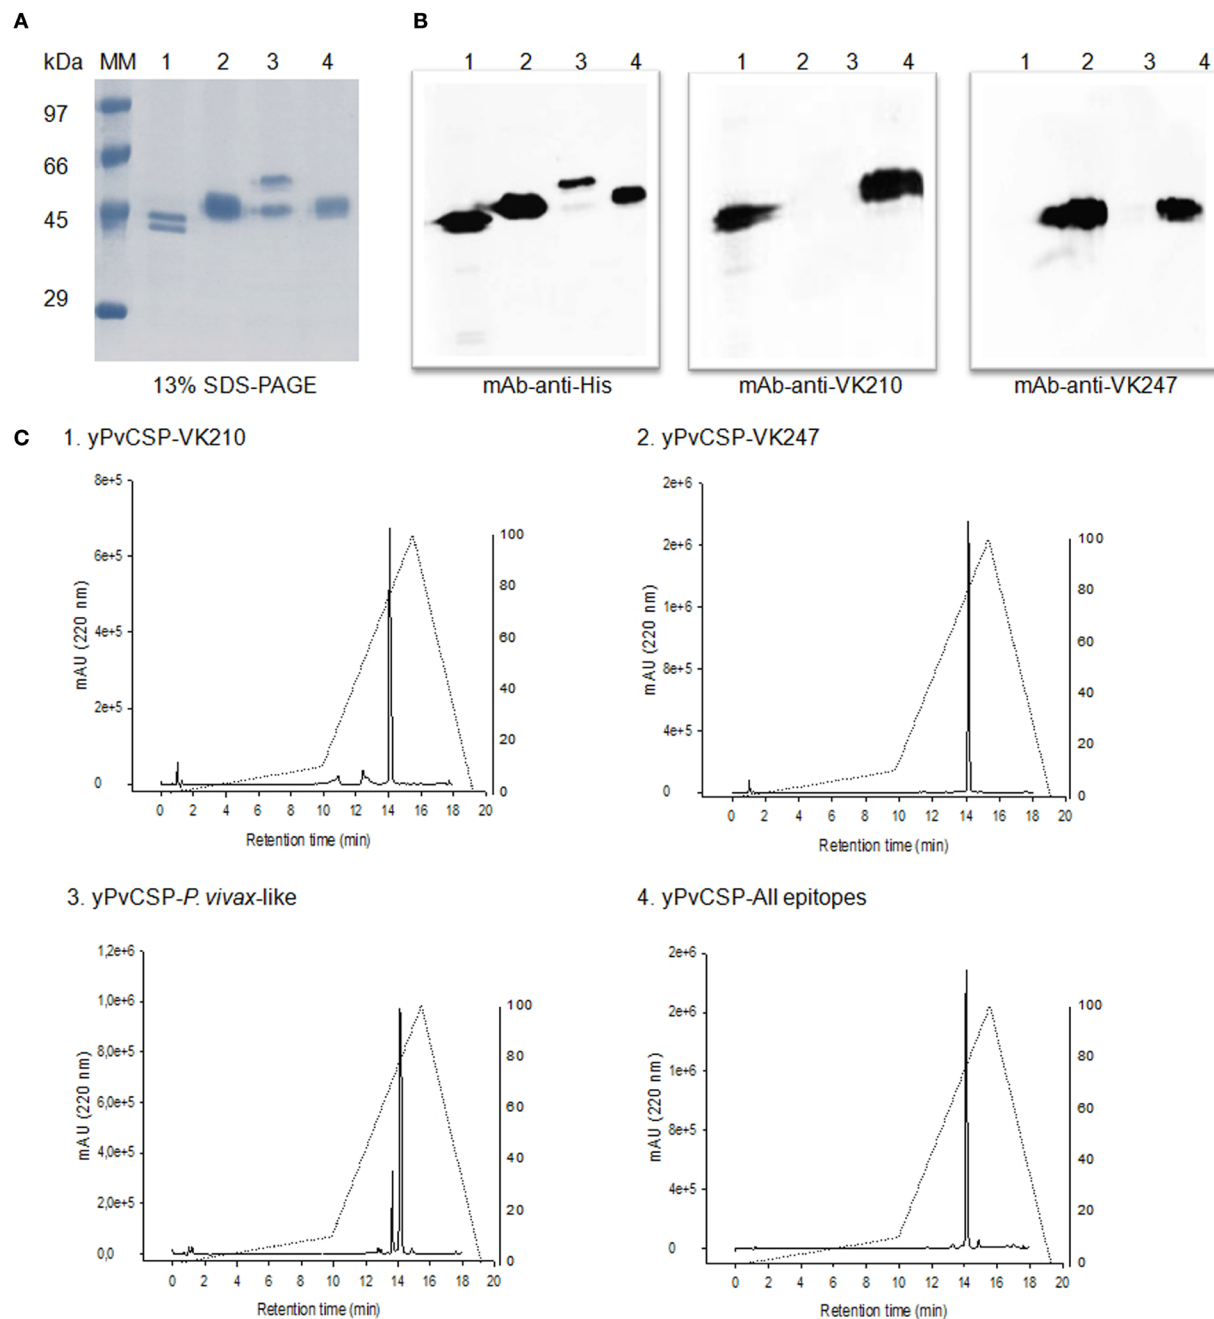 A
B
kDa MM 1 2 3 4
97
66
45
29
13% SDS-PAGE
1 2 3 4
mAb-anti-His
1 2 3 4
mAb-anti-VK210
1 2 3 4
mAb-anti-VK247
C
1. yPvCSP-VK210
8e+5
6e+5
4e+5
2e+5
0
mAU (220 nm)
100
80
60
40
20
0
0 2 4 6 8 10 12 14 16 18 20
Retention time (min)
2. yPvCSP-VK247
2e+6
2e+6
1e+6
8e+5
4e+5
0
mAU (220 nm)
100
80
60
40
20
0
0 2 4 6 8 10 12 14 16 18 20
Retention time (min)
3. yPvCSP-P. vivax-like
1,2e+6
1,0e+6
8,0e+5
6,0e+5
4,0e+5
2,0e+5
0,0
mAU (220 nm)
100
80
60
40
20
0
0 2 4 6 8 10 12 14 16 18 20
Retention time (min)
4. yPvCSP-All epitopes
2e+6
2e+6
1e+6
8e+5
4e+5
0
mAU (220 nm)
100
80
60
40
20
0
0 2 4 6 8 10 12 14 16 18 20
Retention time (min)